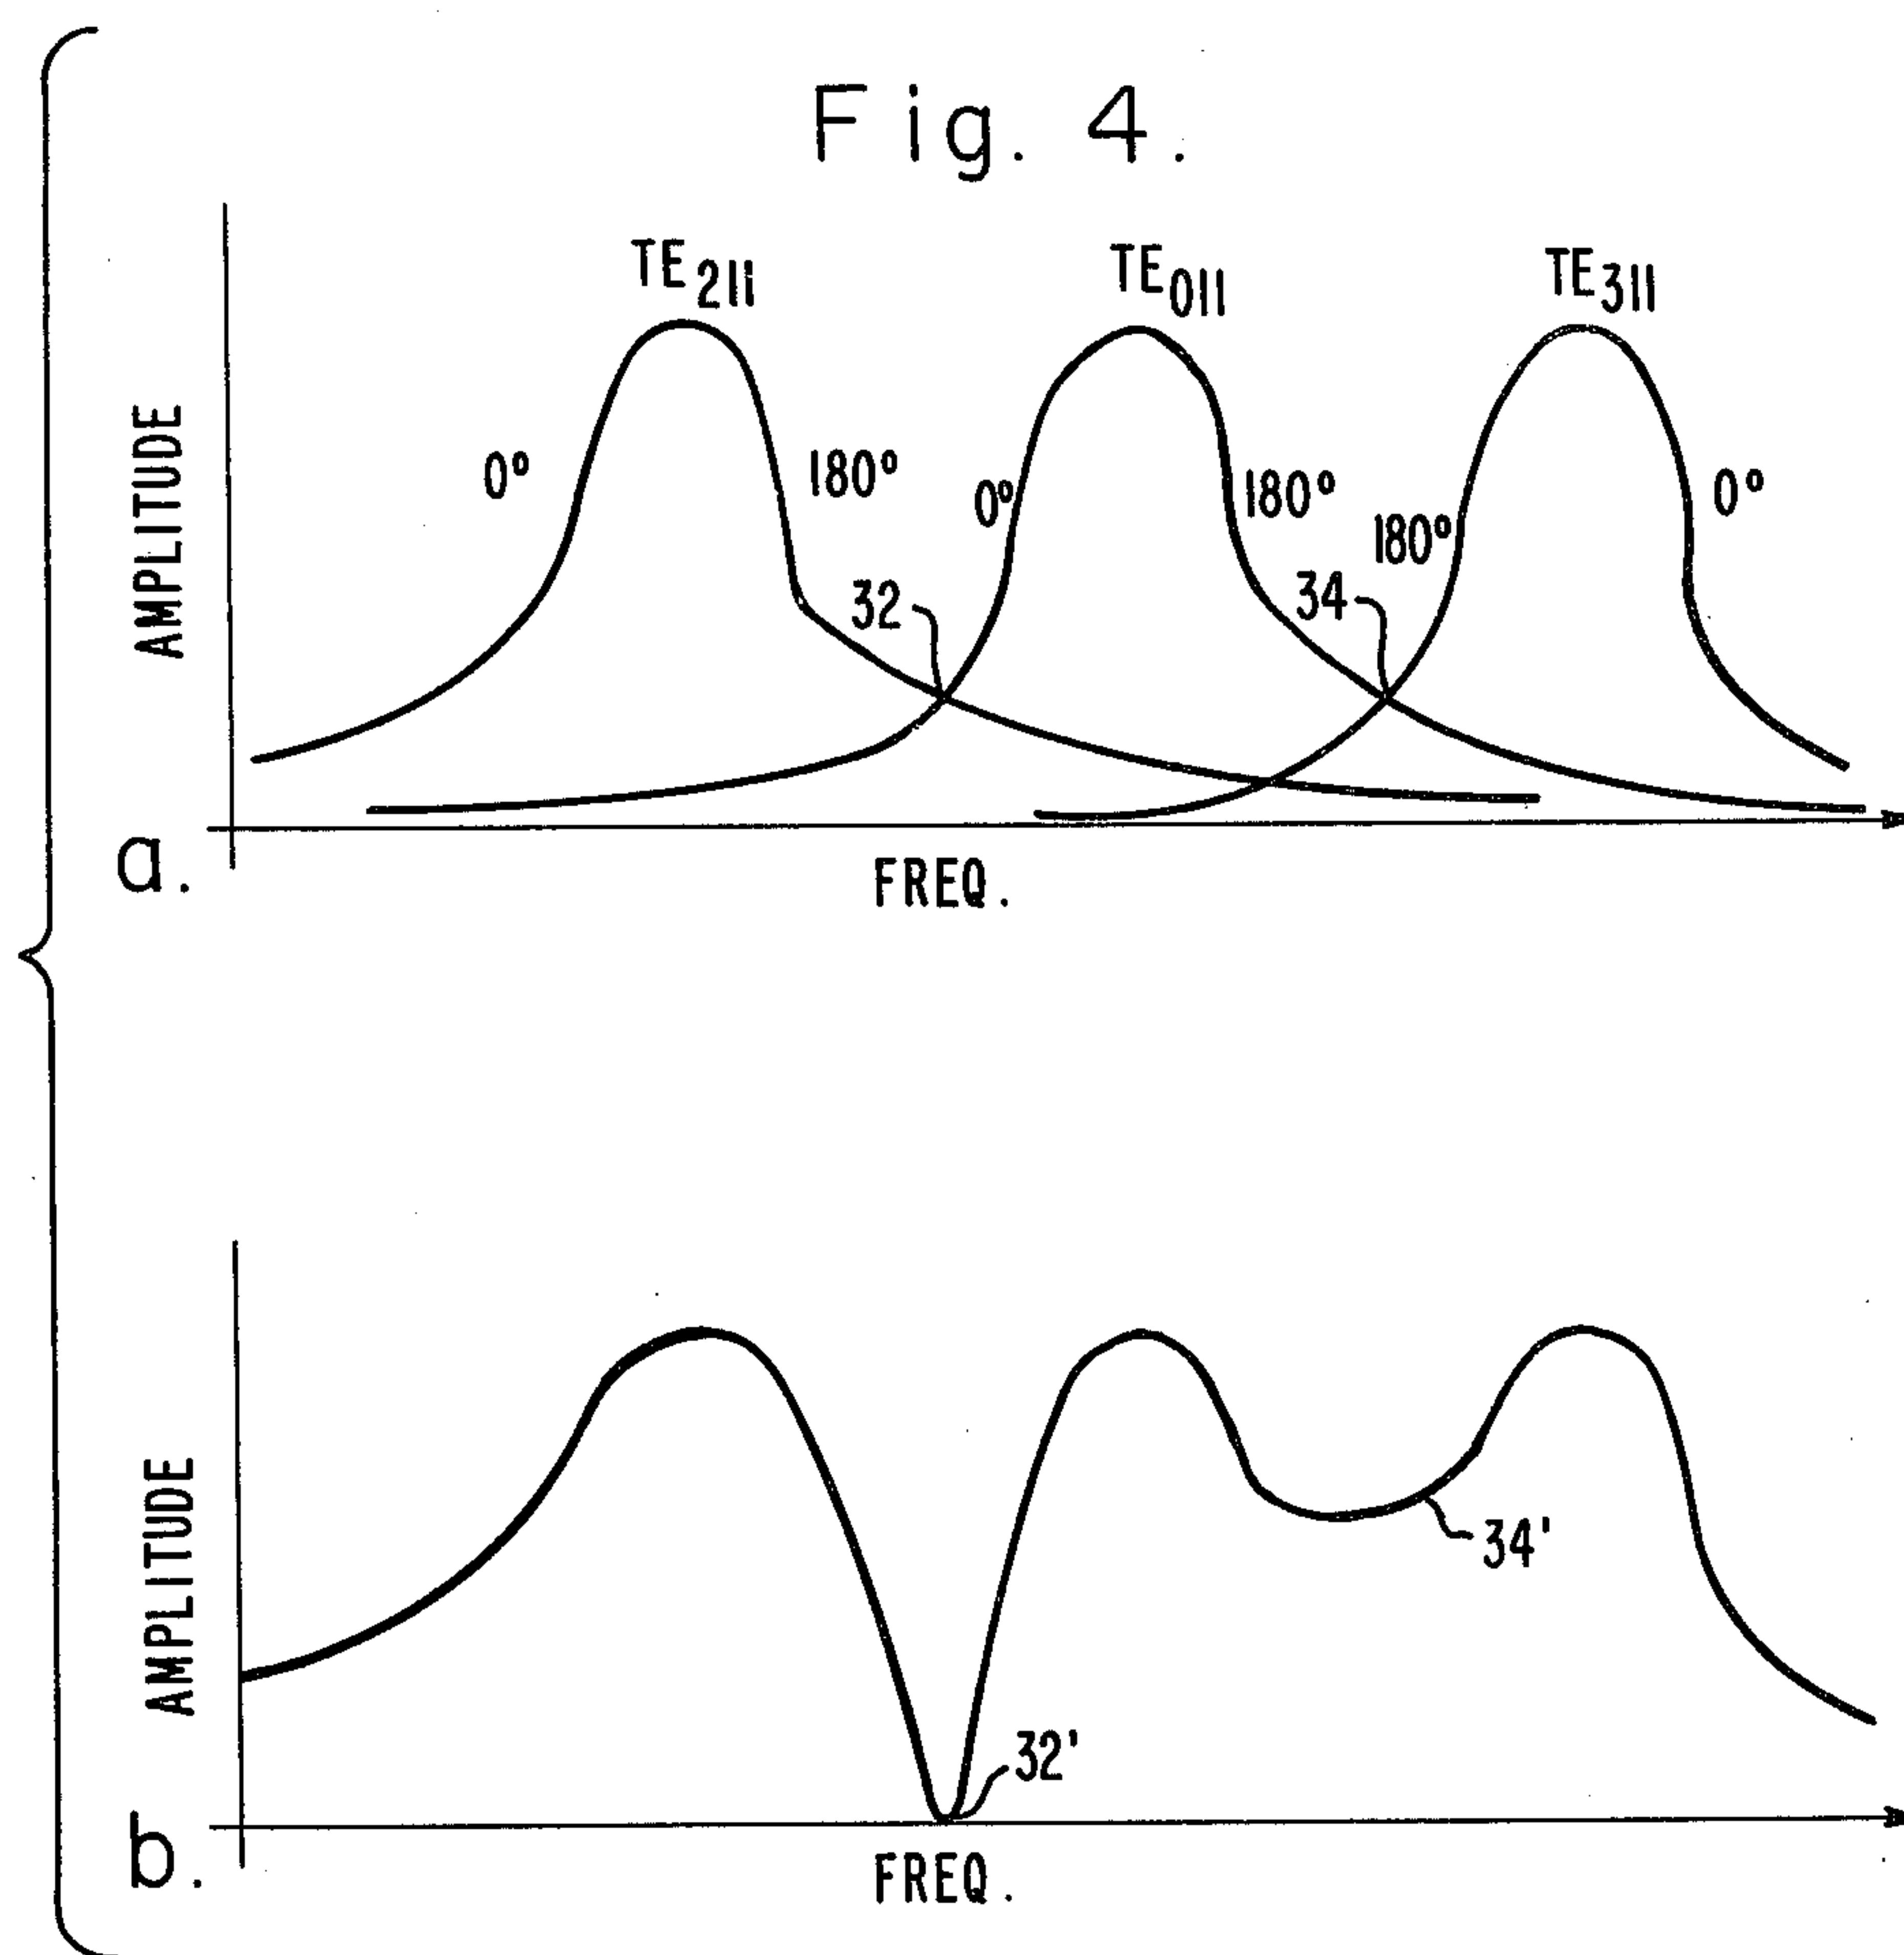 Fig. 4.
TE211 TE011 TE311
AMPLITUDE
0° 180° 0° 180° 180° 0°
32 34
a.
FREQ.
AMPLITUDE
34'
32'
b.
FREQ.